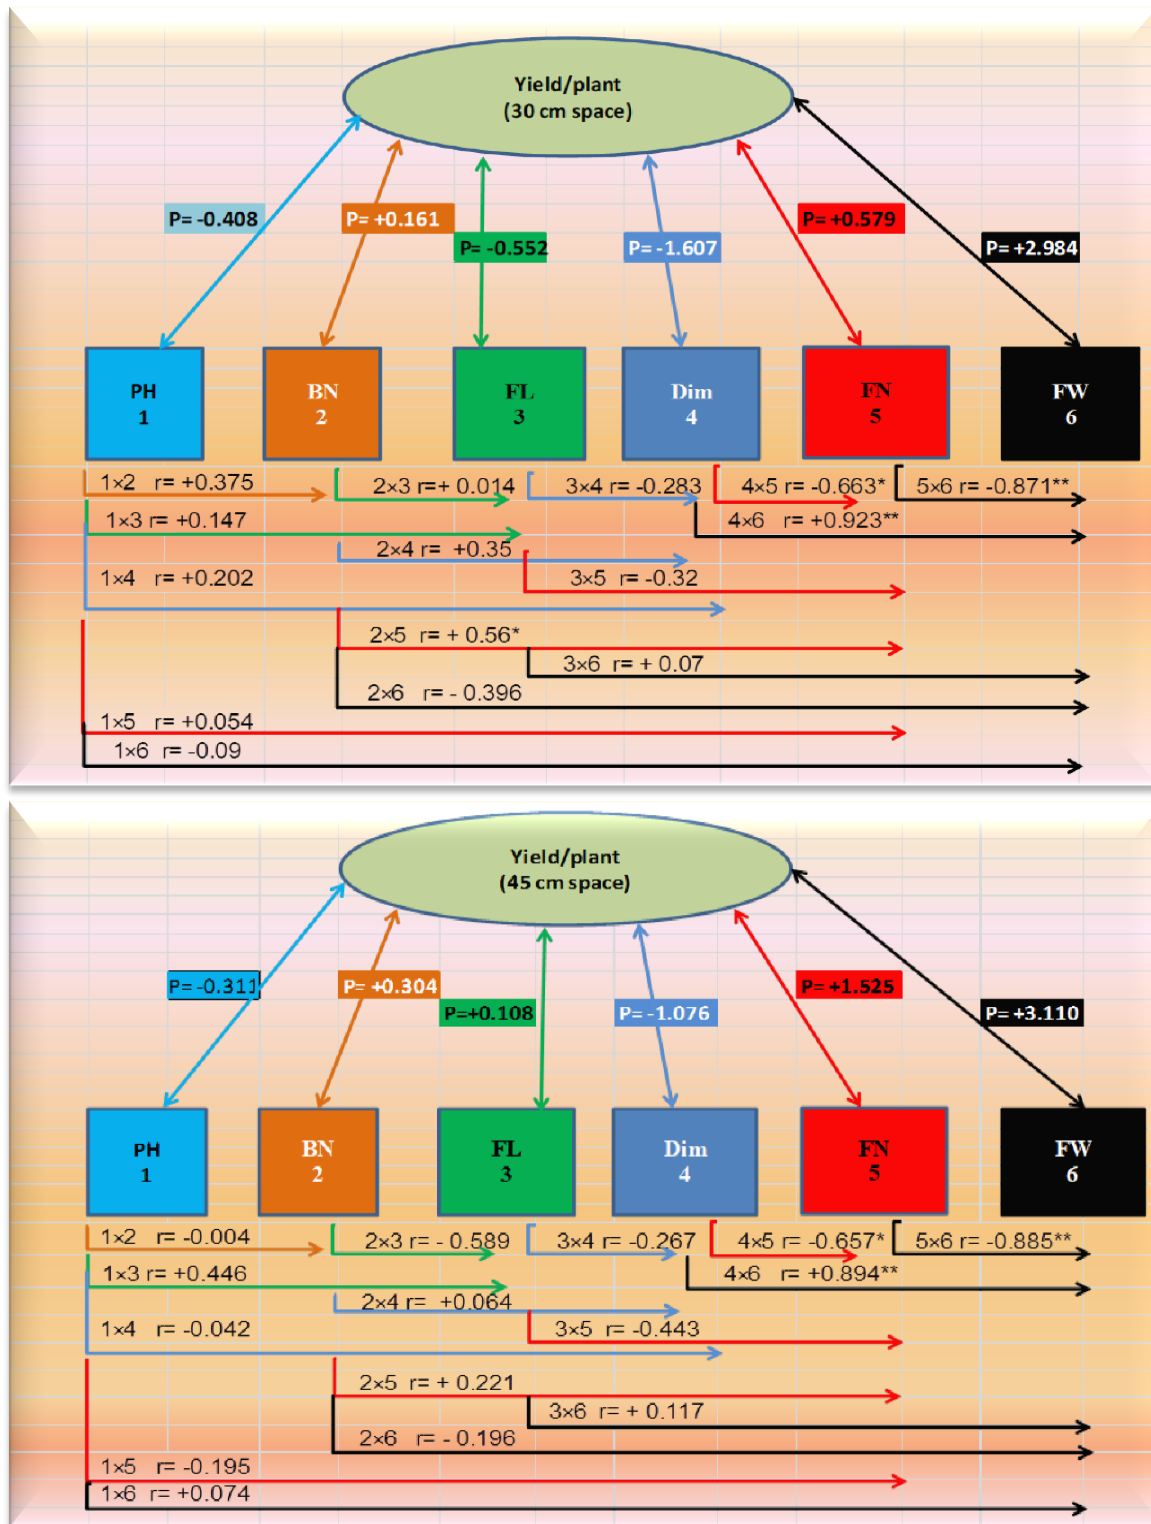 Yield/plant
(30 cm space)
P= -0.408
P= +0.161
P= -0.552
P= -1.607
P= +0.579
P= +2.984
PH
1
BN
2
FL
3
Dim
4
FN
5
FW
6
1×2 r= +0.375
2×3 r=+ 0.014
3×4 r= -0.283
4×5 r= -0.663*
5×6 r= -0.871**
1×3 r= +0.147
4×6 r= +0.923**
2×4 r= +0.35
1×4 r= +0.202
3×5 r= -0.32
2×5 r= + 0.56*
3×6 r= + 0.07
2×6 r= - 0.396
1×5 r= +0.054
1×6 r= -0.09
Yield/plant
(45 cm space)
P= -0.311
P= +0.304
P=+0.108
P= -1.076
P= +1.525
P= +3.110
PH
1
BN
2
FL
3
Dim
4
FN
5
FW
6
1×2 r= -0.004
2×3 r= - 0.589
3×4 r= -0.267
4×5 r= -0.657*
5×6 r= -0.885**
1×3 r= +0.446
4×6 r= +0.894**
2×4 r= +0.064
1×4 r= -0.042
3×5 r= -0.443
2×5 r= + 0.221
3×6 r= + 0.117
2×6 r= - 0.196
1×5 r= -0.195
1×6 r= +0.074